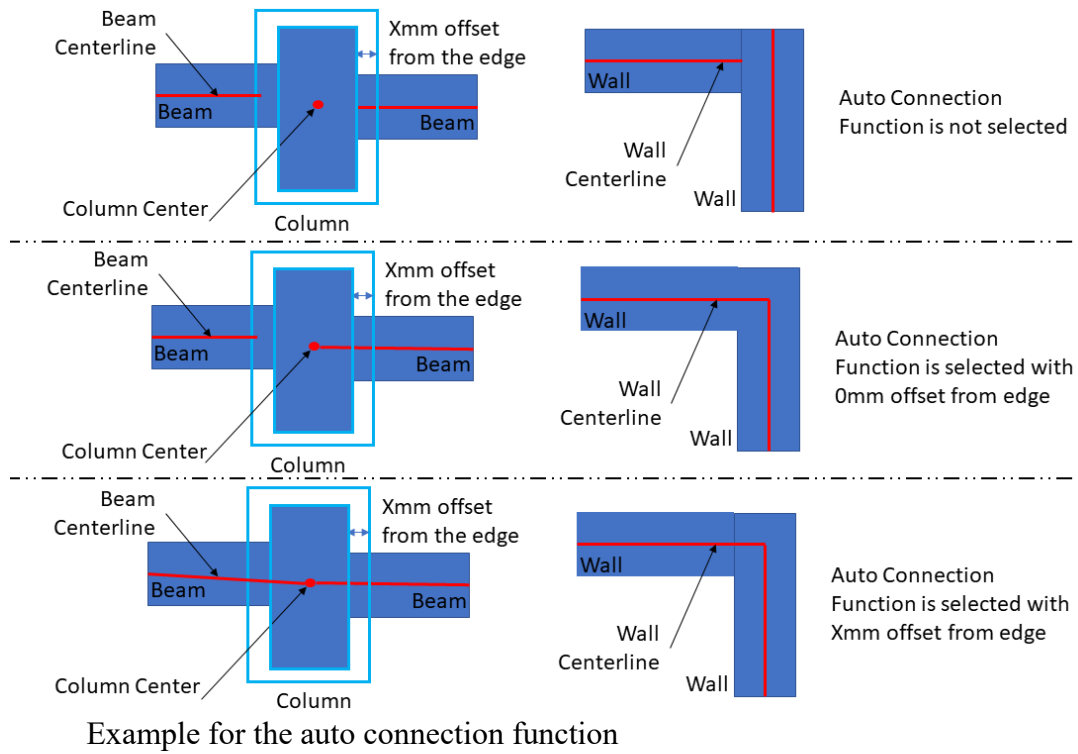 Beam
Centerline
Xmm offset
from the edge
Beam
Beam
Column Center
Column
Wall
Wall
Centerline
Wall
Auto Connection
Function is not selected
Beam
Centerline
Xmm offset
from the edge
Beam
Beam
Column Center
Column
Wall
Wall
Centerline
Wall
Auto Connection
Function is selected with
0mm offset from edge
Beam
Centerline
Xmm offset
from the edge
Beam
Beam
Column Center
Column
Wall
Wall
Centerline
Wall
Auto Connection
Function is selected with
Xmm offset from edge
Example for the auto connection function